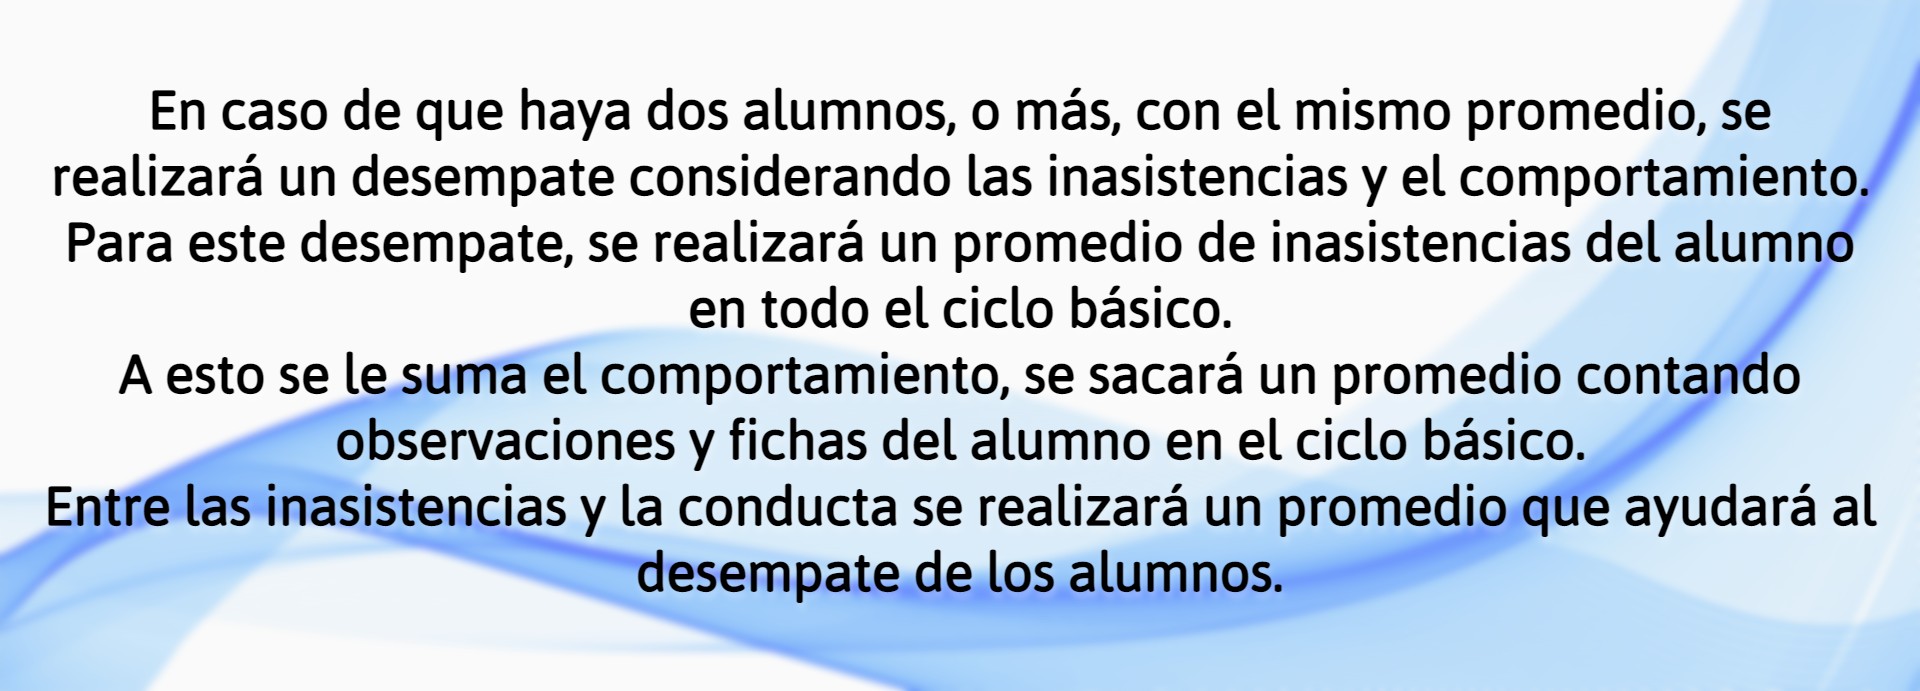 En caso de que haya dos alumnos, o más, con el mismo promedio, se
realizará un desempate considerando las inasistencias y el comportamiento.
Para este desempate, se realizará un promedio de inasistencias del alumno
en todo el ciclo básico.
A esto se le suma el comportamiento, se sacará un promedio contando
observaciones y fichas del alumno en el ciclo básico.
Entre las inasistencias y la conducta se realizará un promedio que ayudará al
desempate de los alumnos.